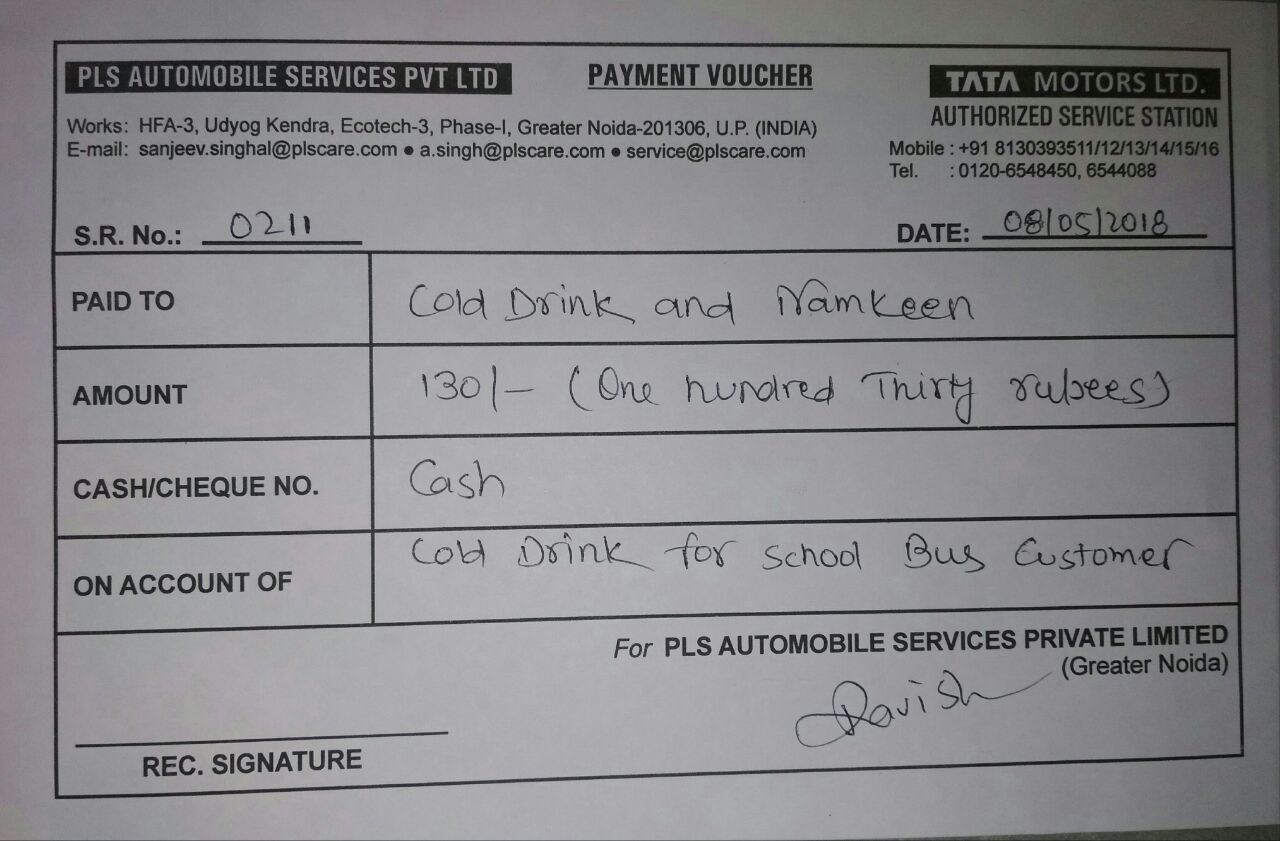 PLS AUTOMOBILE SERVICES PVT LTD
PAYMENT VOUCHER
TATA MOTORS LTD.
AUTHORIZED SERVICE STATION
Works: HFA-3, Udyog Kendra, Ecotech-3, Phase-I, Greater Noida-201306, U.P. (INDIA)
E-mail: sanjeev.singhal@plscare.com ● a.singh@plscare.com ● service@plscare.com
Mobile : +91 8130393511/12/13/14/15/16
Tel. : 0120-6548450, 6544088
S.R. No.: 0211
DATE: 08/05/2018
PAID TO Cold Drink and Namkeen
AMOUNT 130/- (One hundred Thirty rubees)
CASH/CHEQUE NO. Cash
ON ACCOUNT OF Cold Drink for school Bus Customer
For PLS AUTOMOBILE SERVICES PRIVATE LIMITED
(Greater Noida)
Ravish
REC. SIGNATURE